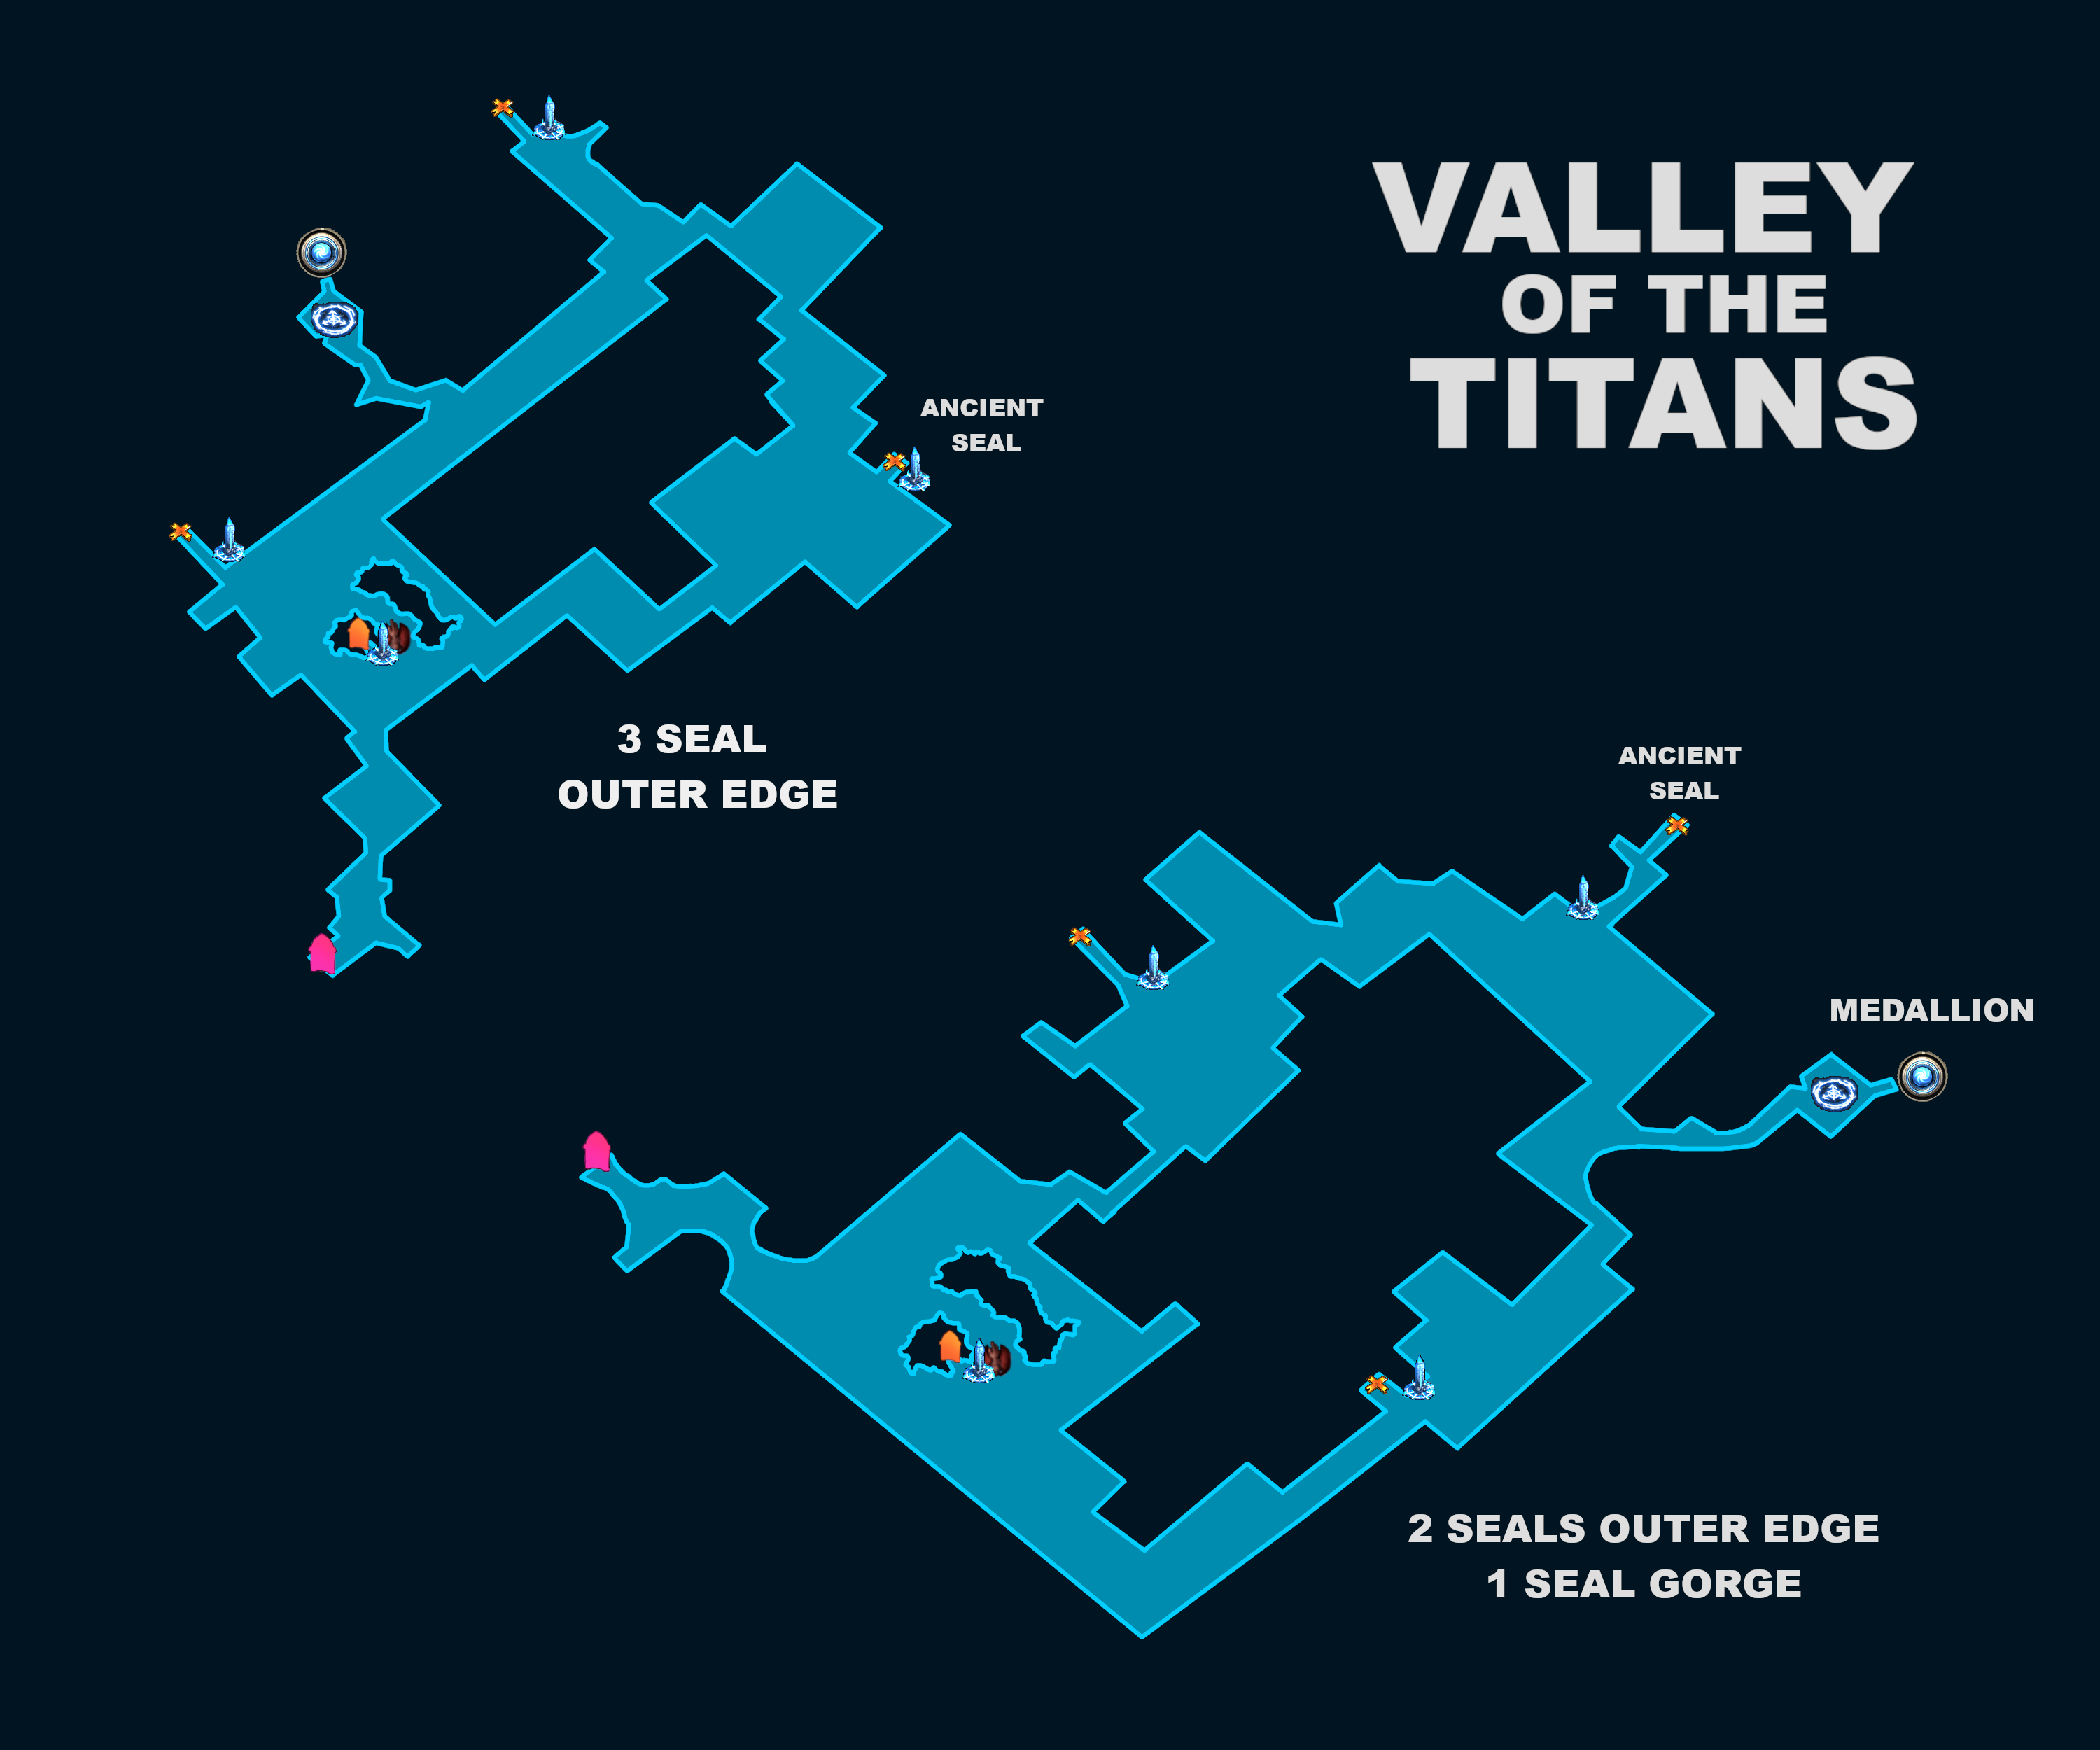 VALLEY
OF THE
TITANS
ANCIENT
SEAL
3 SEAL
OUTER EDGE
ANCIENT
SEAL
MEDALLION
2 SEALS OUTER EDGE
1 SEAL GORGE